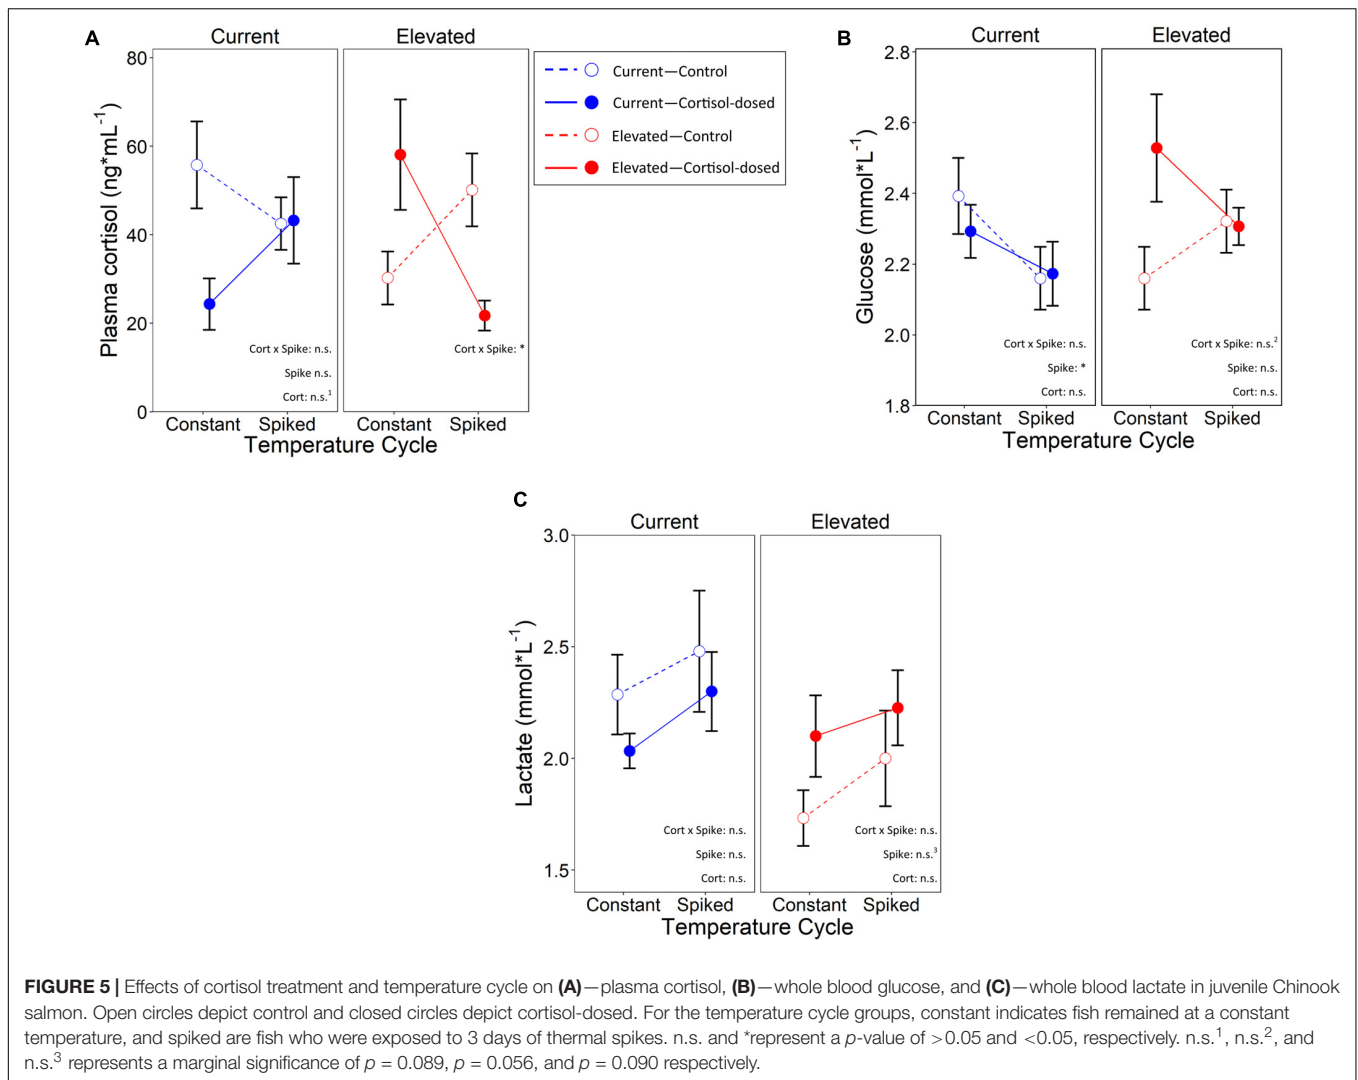 A
Current Elevated
80
60
40
20
0
Plasma cortisol (ng*mL⁻¹)
Cort x Spike: n.s.
Spike n.s.
Cort: n.s.¹
Cort x Spike: *
Constant Spiked Constant Spiked
Temperature Cycle
Current—Control
Current—Cortisol-dosed
Elevated—Control
Elevated—Cortisol-dosed
B
Current Elevated
2.8
2.6
2.4
2.2
2.0
1.8
Glucose (mmol*L⁻¹)
Cort x Spike: n.s.
Spike: *
Cort: n.s.
Cort x Spike: n.s.²
Spike: n.s.
Cort: n.s.
Constant Spiked Constant Spiked
Temperature Cycle
C
Current Elevated
3.0
2.5
2.0
1.5
Lactate (mmol*L⁻¹)
Cort x Spike: n.s.
Spike: n.s.
Cort: n.s.
Cort x Spike: n.s.
Spike: n.s.³
Cort: n.s.
Constant Spiked Constant Spiked
Temperature Cycle
FIGURE 5 | Effects of cortisol treatment and temperature cycle on (A)—plasma cortisol, (B)—whole blood glucose, and (C)—whole blood lactate in juvenile Chinook
salmon. Open circles depict control and closed circles depict cortisol-dosed. For the temperature cycle groups, constant indicates fish remained at a constant
temperature, and spiked are fish who were exposed to 3 days of thermal spikes. n.s. and *represent a p-value of >0.05 and <0.05, respectively. n.s.¹, n.s.², and
n.s.³ represents a marginal significance of p = 0.089, p = 0.056, and p = 0.090 respectively.